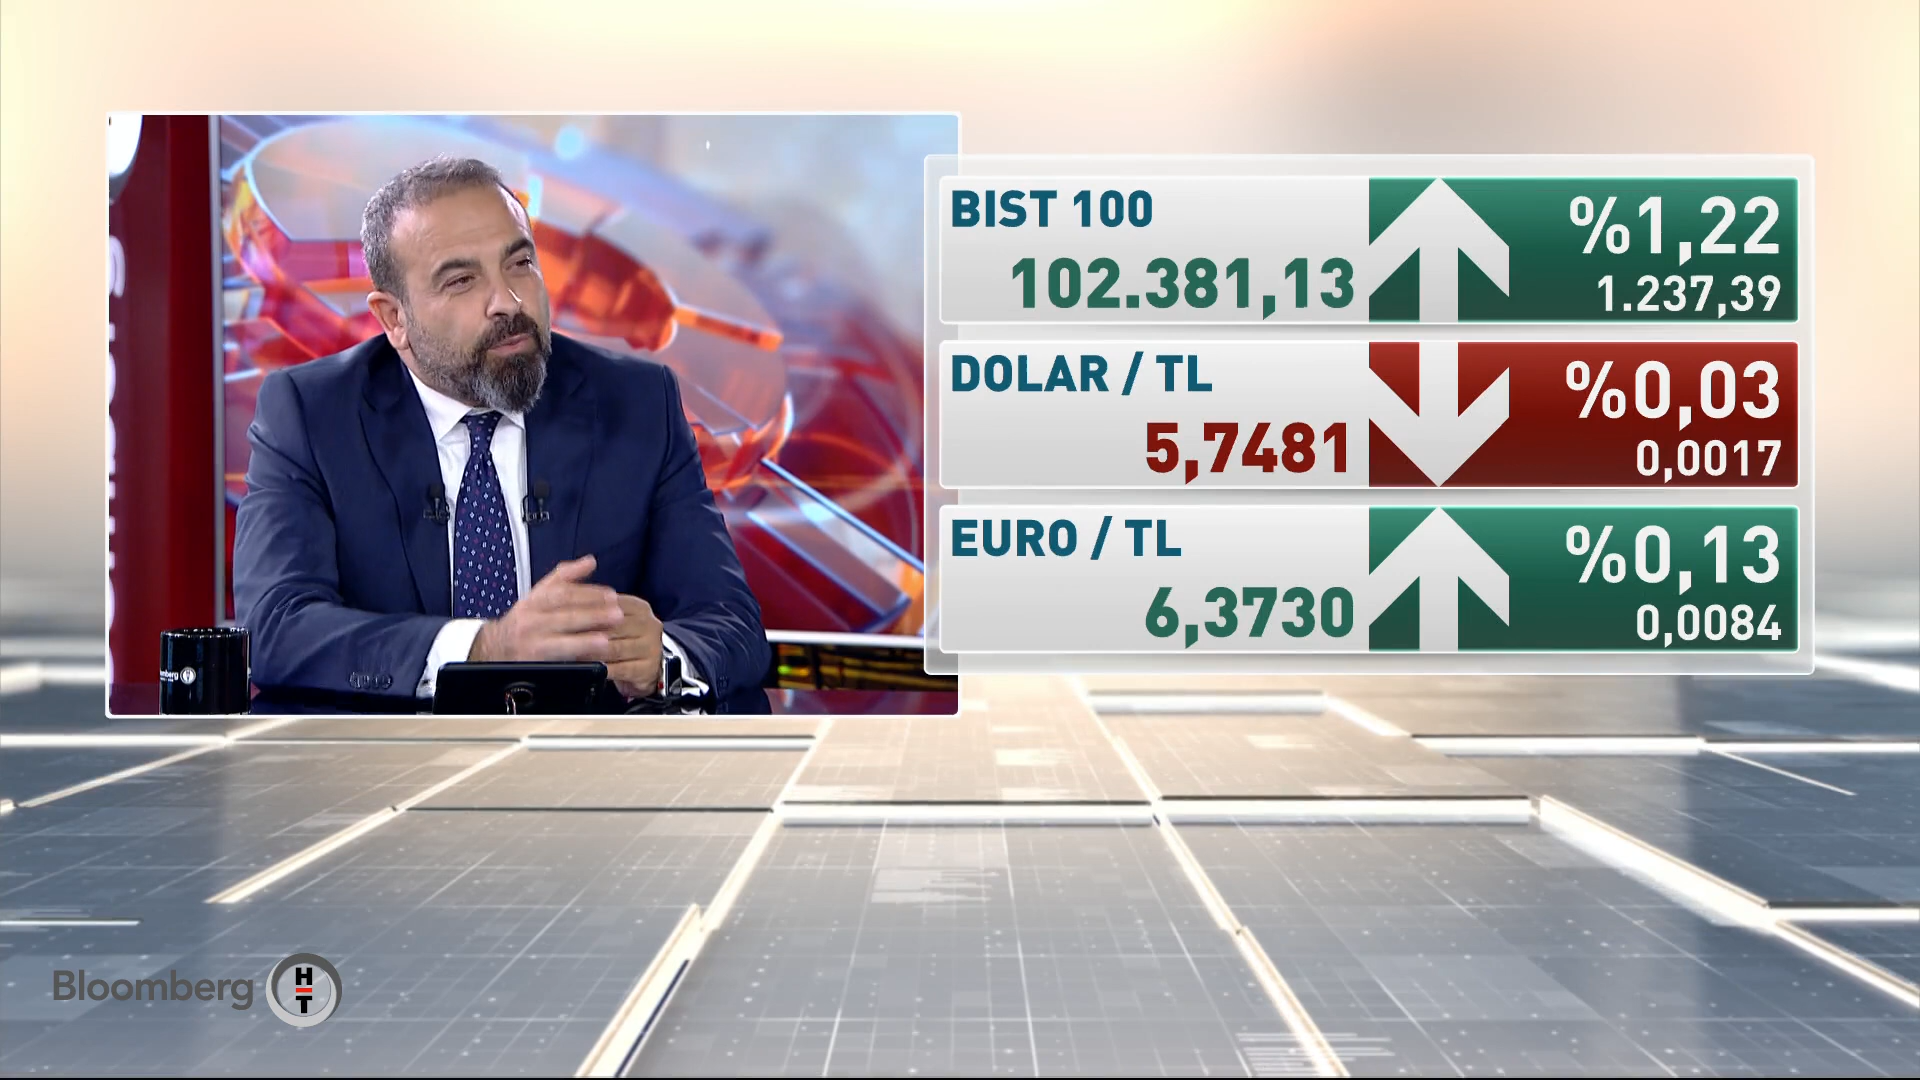 BIST 100
102.381,13
%1,22
1.237,39
DOLAR / TL
5,7481
%0,03
0,0017
EURO / TL
6,3730
%0,13
0,0084
Bloomberg HT